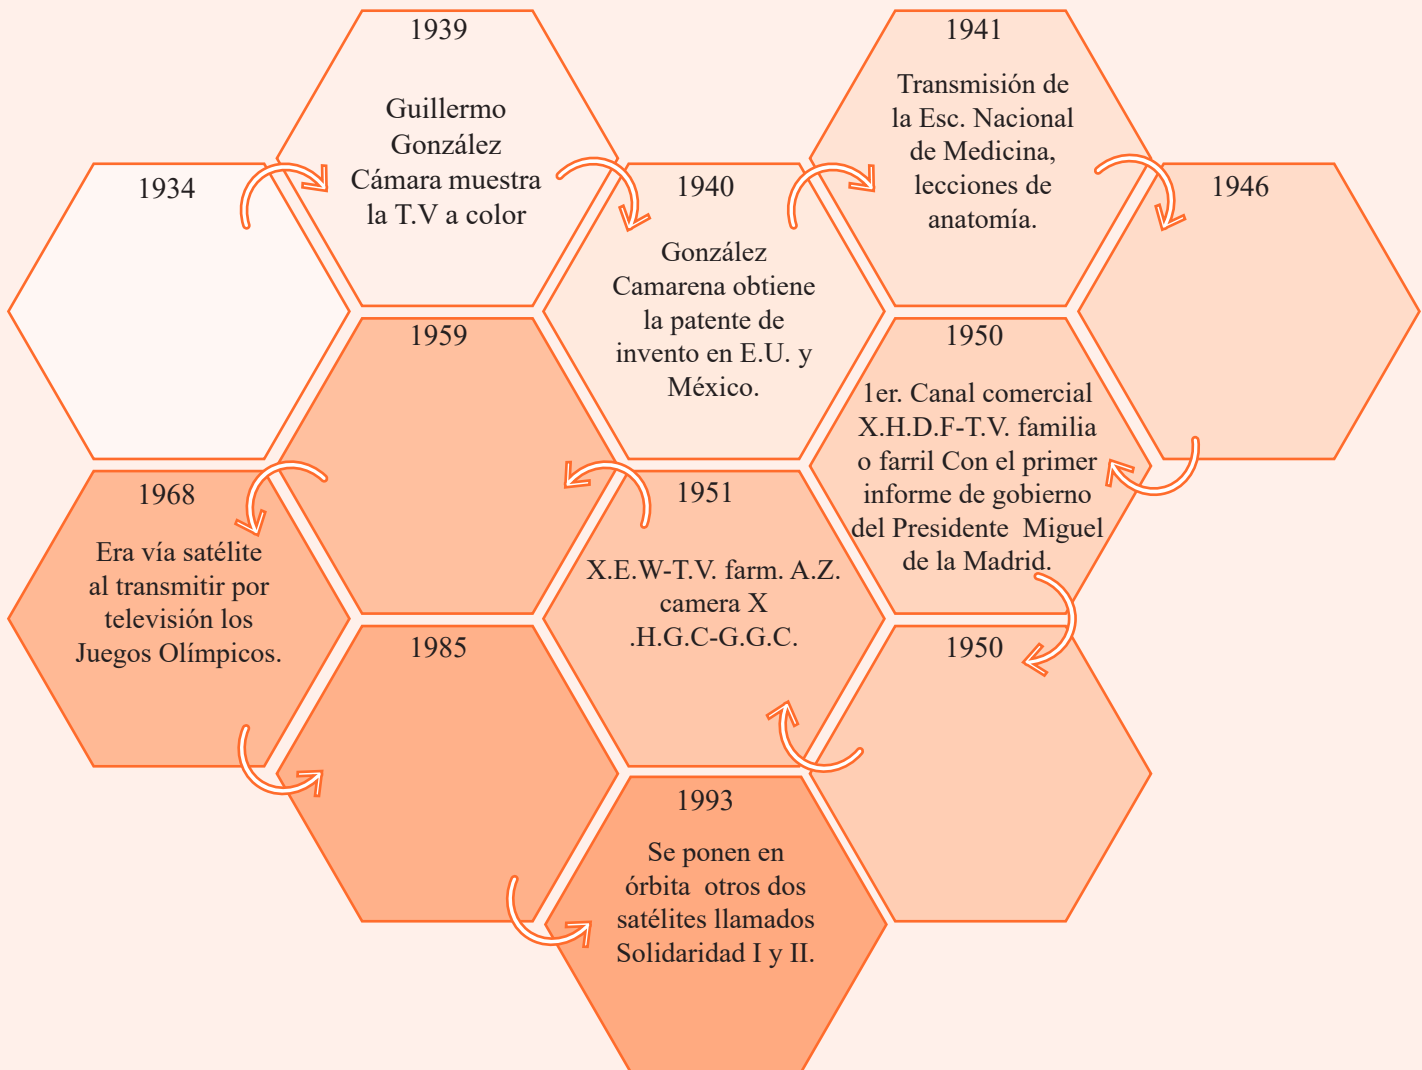 1934
1939
Guillermo
González
Cámara muestra
la T.V a color
1940
González
Camarena obtiene
la patente de
invento en E.U. y
México.
1941
Transmisión de
la Esc. Nacional
de Medicina,
lecciones de
anatomía.
1946
1950
1er. Canal comercial
X.H.D.F-T.V. familia
o farril Con el primer
informe de gobierno
del Presidente  Miguel
de la Madrid.
1950
1951
X.E.W-T.V. farm. A.Z.
camera X
.H.G.C-G.G.C.
1959
1968
Era vía satélite
al transmitir por
televisión los
Juegos Olímpicos.
1985
1993
Se ponen en
órbita  otros dos
satélites llamados
Solidaridad I y II.